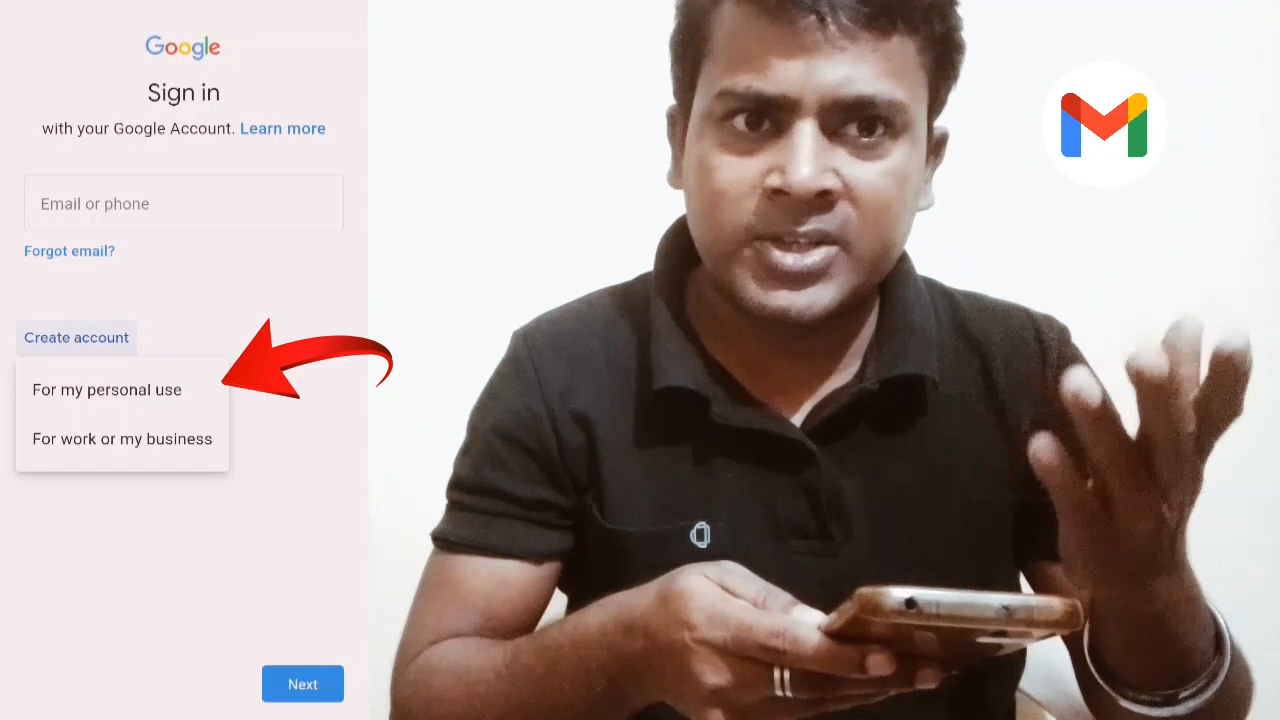 Google
Sign in
with your Google Account. Learn more
Email or phone
Forgot email?
Create account
For my personal use
For work or my business
Next